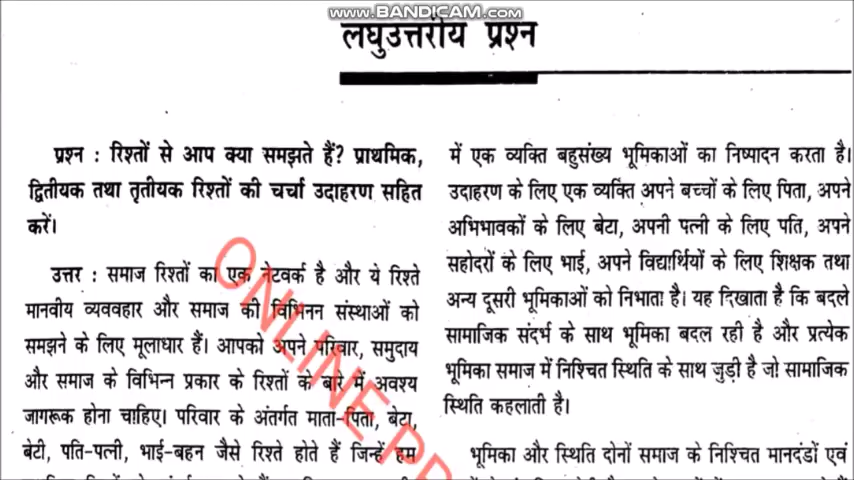 www.BANDICAM.com
लघुउत्तरीय प्रश्न
प्रश्न : रिश्तों से आप क्या समझते हैं? प्राथमिक,
द्वितीयक तथा तृतीयक रिश्तों की चर्चा उदाहरण सहित
करें।
उत्तर : समाज रिश्तों का एक नेटवर्क है और ये रिश्ते
मानवीय व्यववहार और समाज की विभिनन संस्थाओं को
समझने के लिए मूलाधार हैं। आपको अपने परिवार, समुदाय
और समाज के विभिन्न प्रकार के रिश्तों के बारे में अवश्य
जागरूक होना चाहिए। परिवार के अंतर्गत माता-पिता, बेटा,
बेटी, पति-पत्नी, भाई-बहन जैसे रिश्ते होते हैं जिन्हें हम
में एक व्यक्ति बहुसंख्य भूमिकाओं का निष्पादन करता है।
उदाहरण के लिए एक व्यक्ति अपने बच्चों के लिए पिता, अपने
अभिभावकों के लिए बेटा, अपनी पत्नी के लिए पति, अपने
सहोदरों के लिए भाई, अपने विद्यार्थियों के लिए शिक्षक तथा
अन्य दूसरी भूमिकाओं को निभाता है। यह दिखाता है कि बदले
सामाजिक संदर्भ के साथ भूमिका बदल रही है और प्रत्येक
भूमिका समाज में निश्चित स्थिति के साथ जुड़ी है जो सामाजिक
स्थिति कहलाती है।
भूमिका और स्थिति दोनों समाज के निश्चित मानदंडों एवं
ONLINE PR